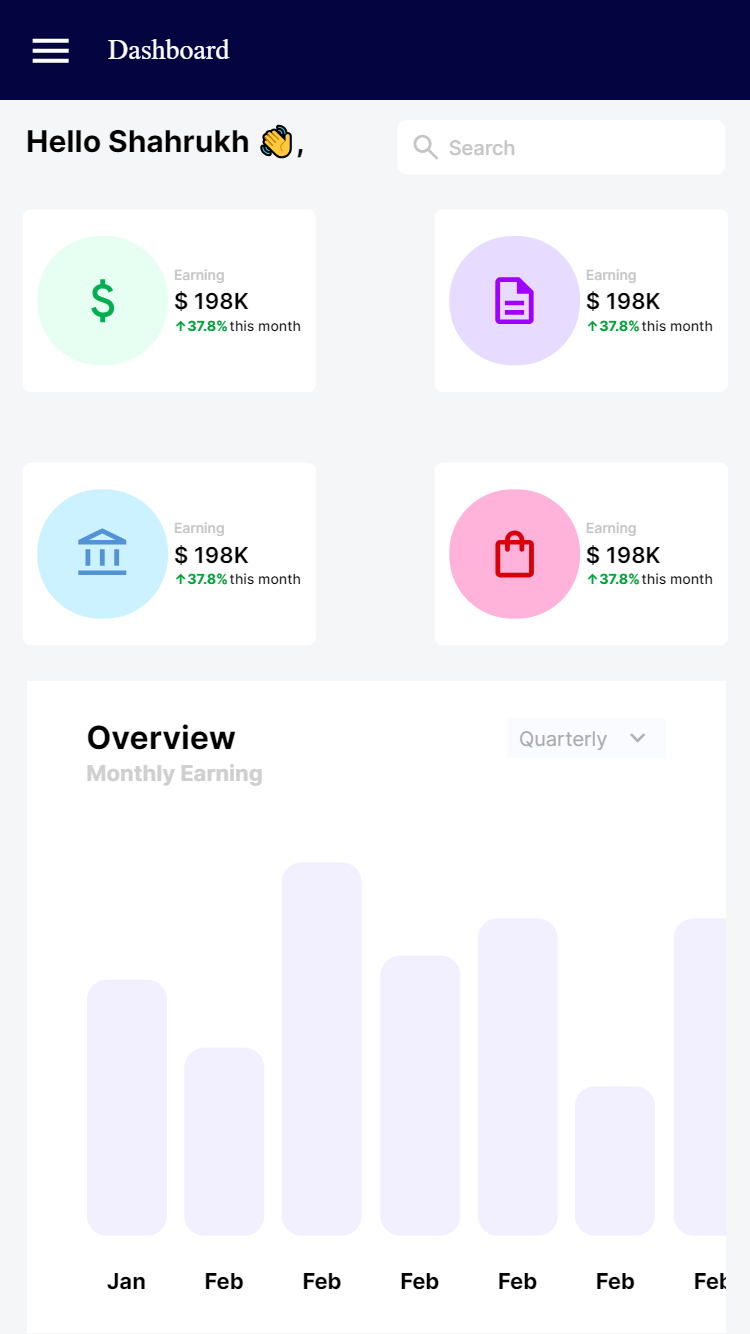 Dashboard
Hello Shahrukh 👋,
Search
Earning
$ 198K
↑37.8% this month
Earning
$ 198K
↑37.8% this month
Earning
$ 198K
↑37.8% this month
Earning
$ 198K
↑37.8% this month
Overview
Quarterly
Monthly Earning
Jan Feb Feb Feb Feb Feb Feb